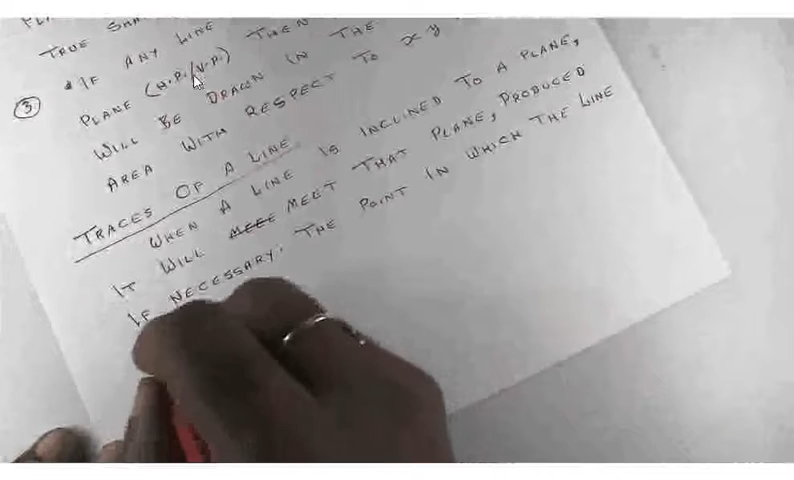 TRUE
③ * IF ANY LINE THEN
PLANE (H.P./V.P.) IN THE
WILL BE DRAWN
AREA WITH RESPECT TO XY
TRACES OF A LINE
WHEN A LINE IS INCLINED TO A PLANE,
IT WILL MEET THAT PLANE, PRODUCED
IF NECESSARY. THE POINT IN WHICH THE LINE